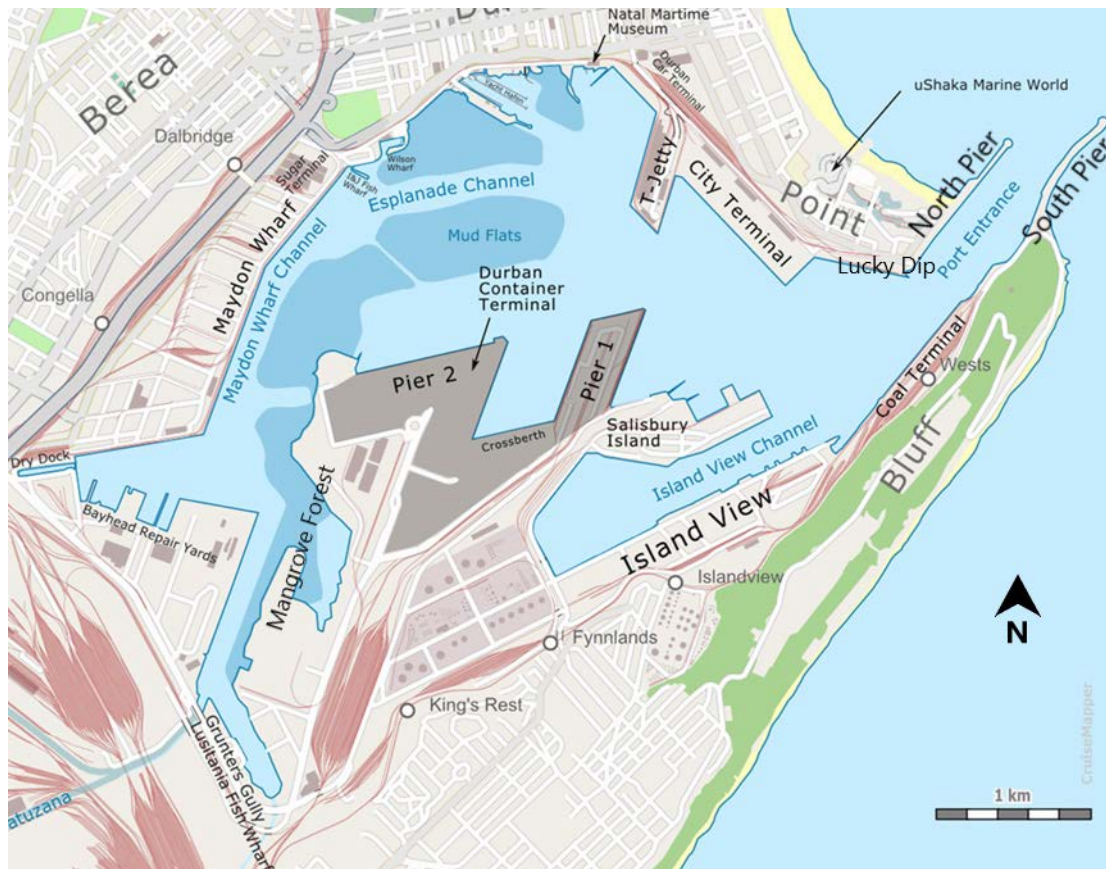 Natal Martime
Museum
Berea
Yacht Haven
Durban
Car Terminal
uShaka Marine World
Dalbridge
Sugar
Terminal
Wilson
Wharf
I&J Fish
Wharf
Esplanade Channel
T-Jetty
City Terminal
Point
North Pier
South Pier
Port Entrance
Mud Flats
Lucky Dip
Maydon Wharf
Maydon Wharf Channel
Congella
Durban
Container
Terminal
Pier 2
Pier 1
Crossberth
Salisbury
Island
Coal Terminal
Wests
Bluff
Island View Channel
Island View
Dry Dock
Bayhead Repair Yards
Mangrove Forest
Islandview
Fynnlands
King's Rest
N
Grunters Gully
Lusitania Fish Wharf
atuzana
CruiseMapper
1 km